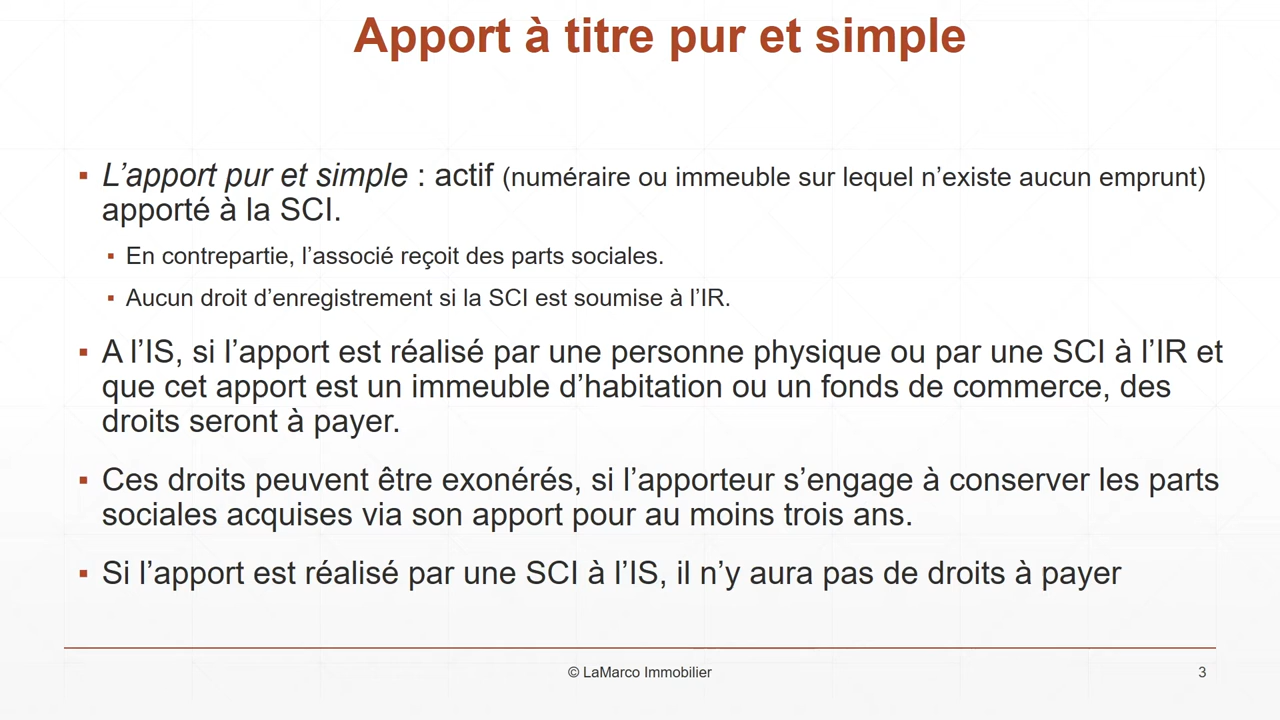 Apport à titre pur et simple
▪ L’apport pur et simple : actif (numéraire ou immeuble sur lequel n’existe aucun emprunt)
apporté à la SCI.
▪ En contrepartie, l’associé reçoit des parts sociales.
▪ Aucun droit d’enregistrement si la SCI est soumise à l’IR.
▪ A l’IS, si l’apport est réalisé par une personne physique ou par une SCI à l’IR et
que cet apport est un immeuble d’habitation ou un fonds de commerce, des
droits seront à payer.
▪ Ces droits peuvent être exonérés, si l’apporteur s’engage à conserver les parts
sociales acquises via son apport pour au moins trois ans.
▪ Si l’apport est réalisé par une SCI à l’IS, il n’y aura pas de droits à payer
© LaMarco Immobilier
3